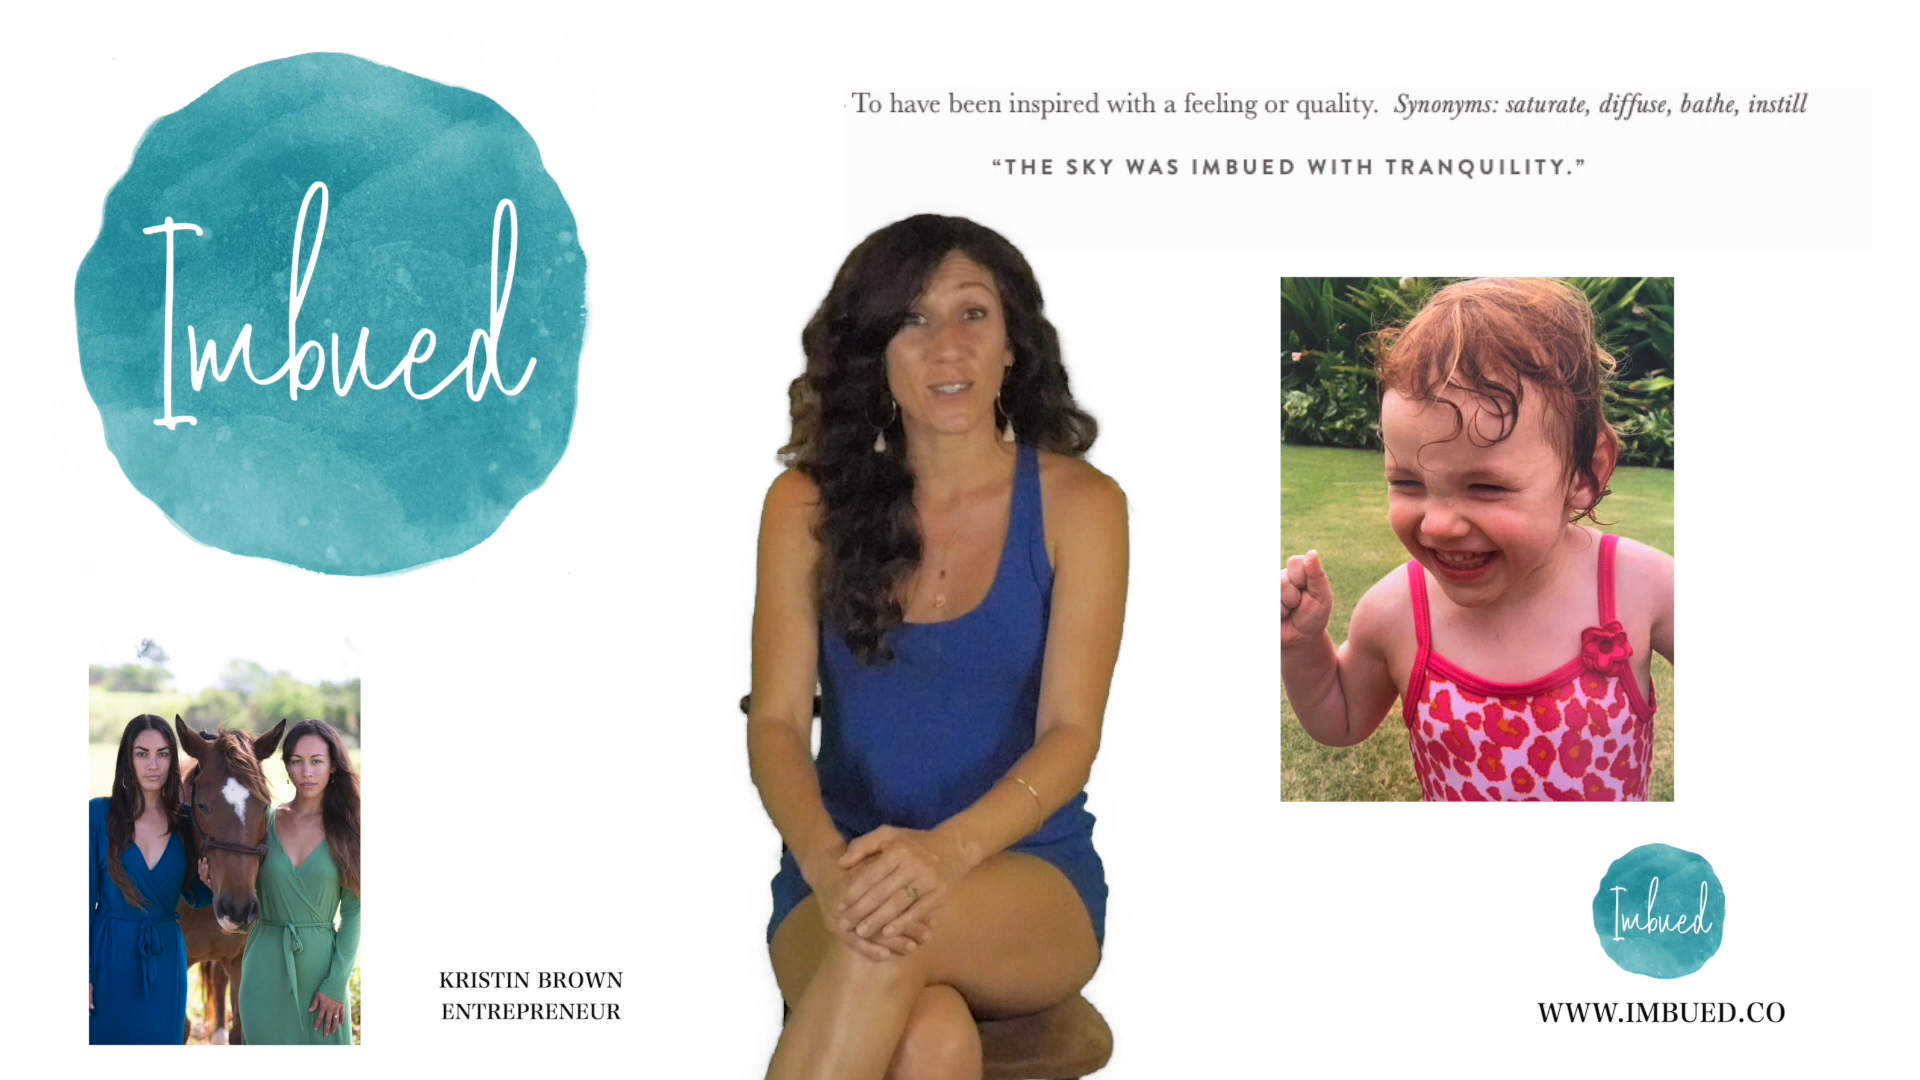 Imbued
To have been inspired with a feeling or quality. Synonyms: saturate, diffuse, bathe, instill
“THE SKY WAS IMBUED WITH TRANQUILITY.”
KRISTIN BROWN
ENTREPRENEUR
Imbued
WWW.IMBUED.CO